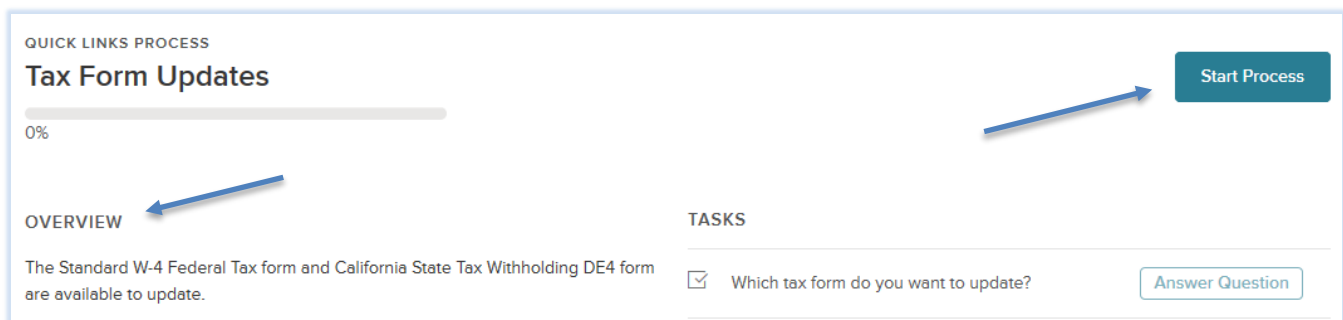 QUICK LINKS PROCESS
Tax Form Updates
Start Process
0%
OVERVIEW
The Standard W-4 Federal Tax form and California State Tax Withholding DE4 form
are available to update.
TASKS
Which tax form do you want to update?
Answer Question